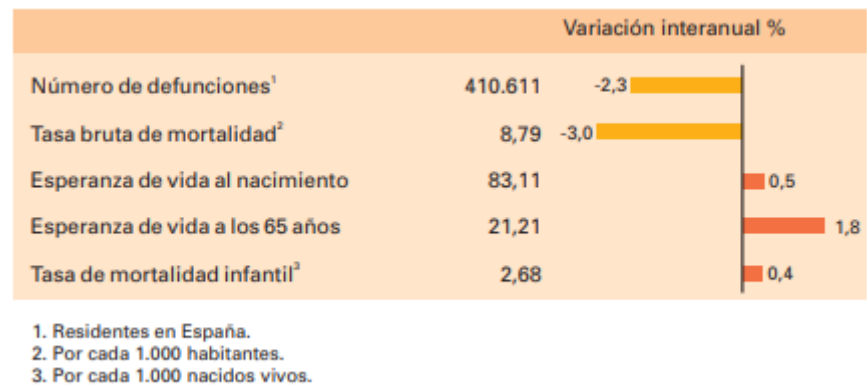 Variación interanual %
Número de defunciones¹ 410.611 -2,3
Tasa bruta de mortalidad² 8,79 -3,0
Esperanza de vida al nacimiento 83,11 0,5
Esperanza de vida a los 65 años 21,21 1,8
Tasa de mortalidad infantil³ 2,68 0,4
1. Residentes en España.
2. Por cada 1.000 habitantes.
3. Por cada 1.000 nacidos vivos.